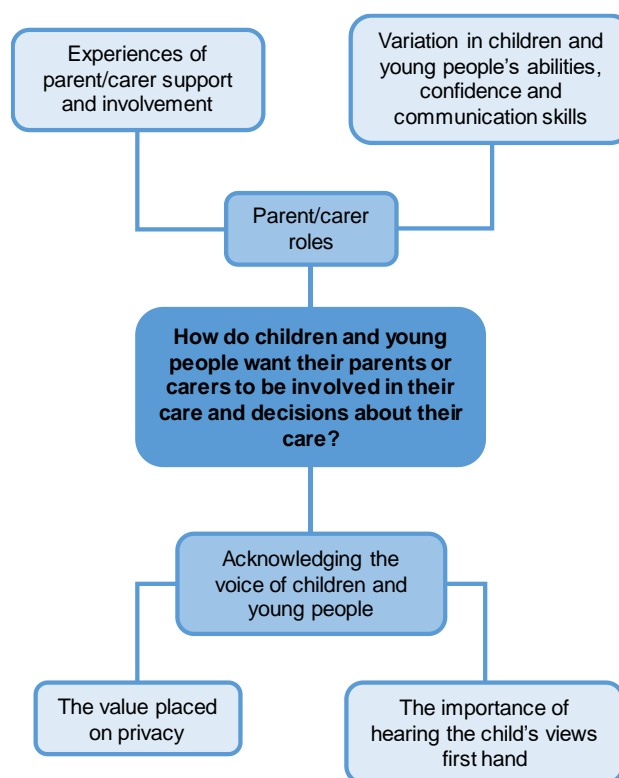 Experiences of
parent/carer support
and involvement
Variation in children and
young people's abilities,
confidence and
communication skills
Parent/carer
roles
How do children and young
people want their parents or
carers to be involved in their
care and decisions about their
care?
Acknowledging the
voice of children and
young people
The value placed
on privacy
The importance of
hearing the child's views
first hand